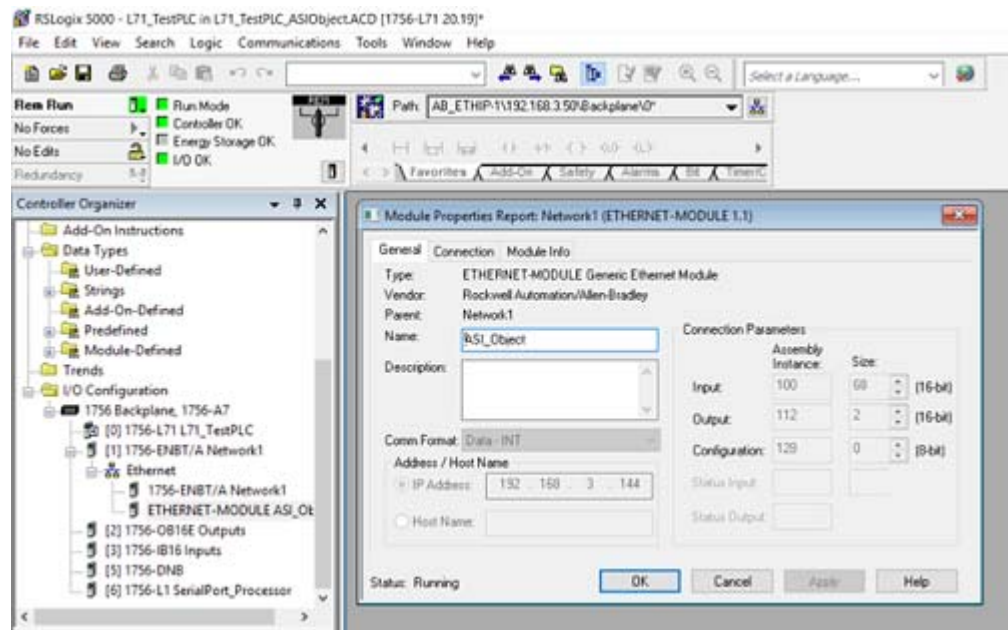 RSLogix 5000 - L71_TestPLC in L71_TestPLC_ASIObject.ACD [1756-L71 20.19]*
File Edit View Search Logic Communications Tools Window Help
Select a Language...
Rem Run
Run Mode
No Forces
Controller OK
Energy Storage OK
No Edits
I/O OK
Redundancy
Path: AB_ETHIP-1\192.168.3.50\Backplane\0*
Favorites Add-On Safety Alarms Bit Timer/C
Controller Organizer
Add-On Instructions
Data Types
User-Defined
Strings
Add-On-Defined
Predefined
Module-Defined
Trends
I/O Configuration
1756 Backplane, 1756-A7
[0] 1756-L71 L71_TestPLC
[1] 1756-ENBT/A Network1
Ethernet
1756-ENBT/A Network1
ETHERNET-MODULE ASI_Ob
[2] 1756-OB16E Outputs
[3] 1756-IB16 Inputs
[5] 1756-DNB
[6] 1756-L1 SerialPort_Processor
Module Properties Report: Network1 (ETHERNET-MODULE 1.1)
General Connection Module Info
Type: ETHERNET-MODULE Generic Ethernet Module
Vendor: Rockwell Automation/Allen-Bradley
Parent: Network1
Name: ASI_Object
Description:
Comm Format: Data - INT
Address / Host Name
IP Address: 192 . 168 . 3 . 144
Host Name:
Connection Parameters
Assembly Instance: Size:
Input: 100 68 (16-bit)
Output: 112 2 (16-bit)
Configuration: 129 0 (8-bit)
Status Input:
Status Output:
Status: Running
OK Cancel Apply Help